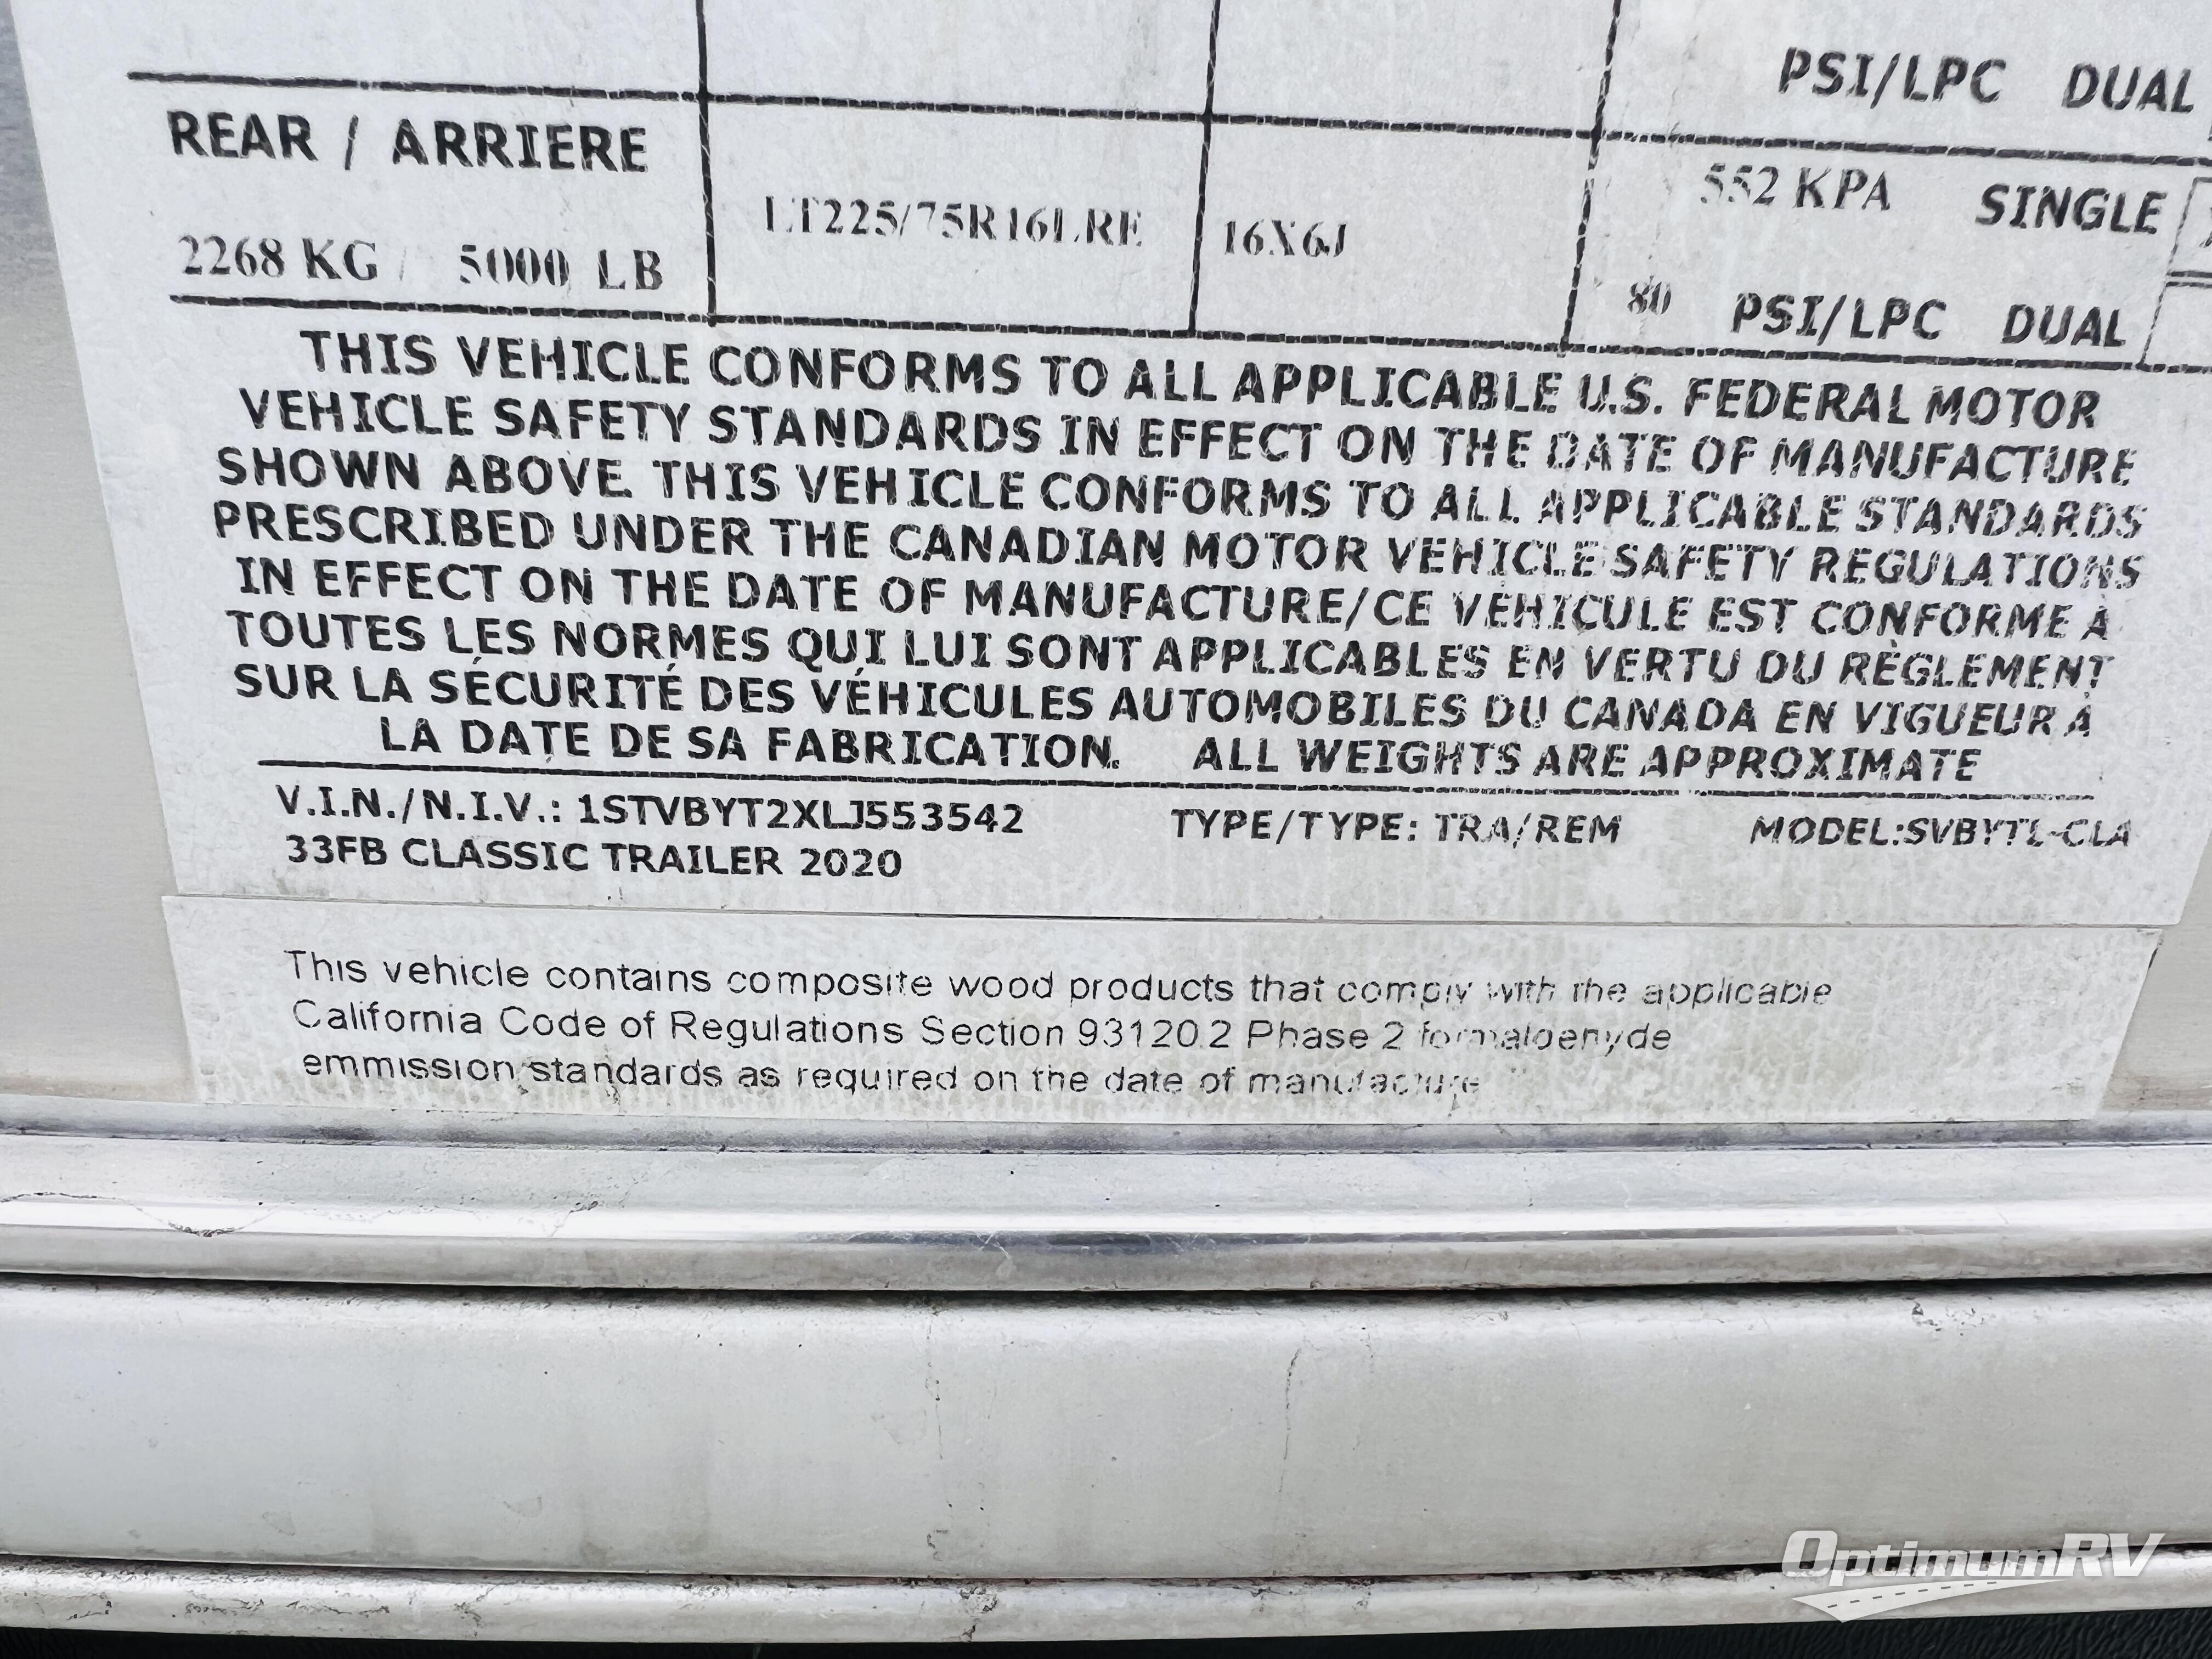 PSI/LPC DUAL
REAR / ARRIERE
552 KPA SINGLE
LT225/75R16LRE 16X6J
2268 KG / 5000 LB
80 PSI/LPC DUAL
THIS VEHICLE CONFORMS TO ALL APPLICABLE U.S. FEDERAL MOTOR
VEHICLE SAFETY STANDARDS IN EFFECT ON THE DATE OF MANUFACTURE
SHOWN ABOVE. THIS VEHICLE CONFORMS TO ALL APPLICABLE STANDARDS
PRESCRIBED UNDER THE CANADIAN MOTOR VEHICLE SAFETY REGULATIONS
IN EFFECT ON THE DATE OF MANUFACTURE/CE VÉHICULE EST CONFORME À
TOUTES LES NORMES QUI LUI SONT APPLICABLES EN VERTU DU RÈGLEMENT
SUR LA SÉCURITÉ DES VÉHICULES AUTOMOBILES DU CANADA EN VIGUEUR À
LA DATE DE SA FABRICATION. ALL WEIGHTS ARE APPROXIMATE
V.I.N./N.I.V.: 1STVBYT2XLJ553542 TYPE/TYPE: TRA/REM MODEL:SVBYTL-CLA
33FB CLASSIC TRAILER 2020
This vehicle contains composite wood products that comply with the applicable
California Code of Regulations Section 93120.2 Phase 2 formaldehyde
emmission standards as required on the date of manufacture
OptimumRV